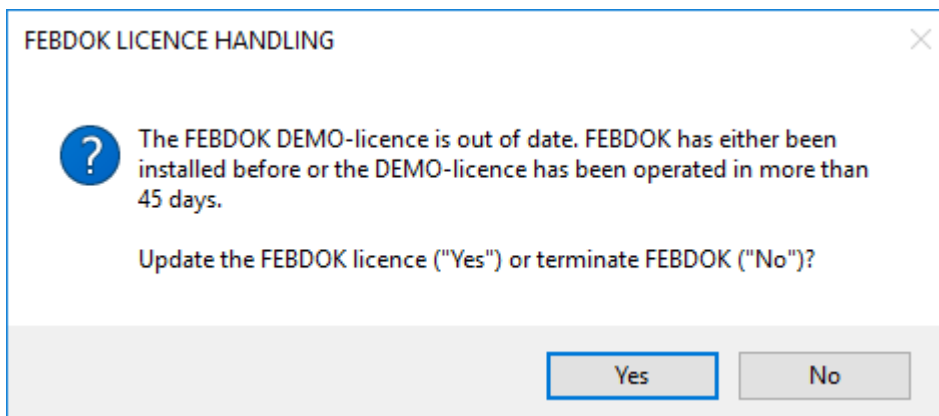 FEBDOK LICENCE HANDLING
The FEBDOK DEMO-licence is out of date. FEBDOK has either been
installed before or the DEMO-licence has been operated in more than
45 days.
Update the FEBDOK licence ("Yes") or terminate FEBDOK ("No")?
Yes
No